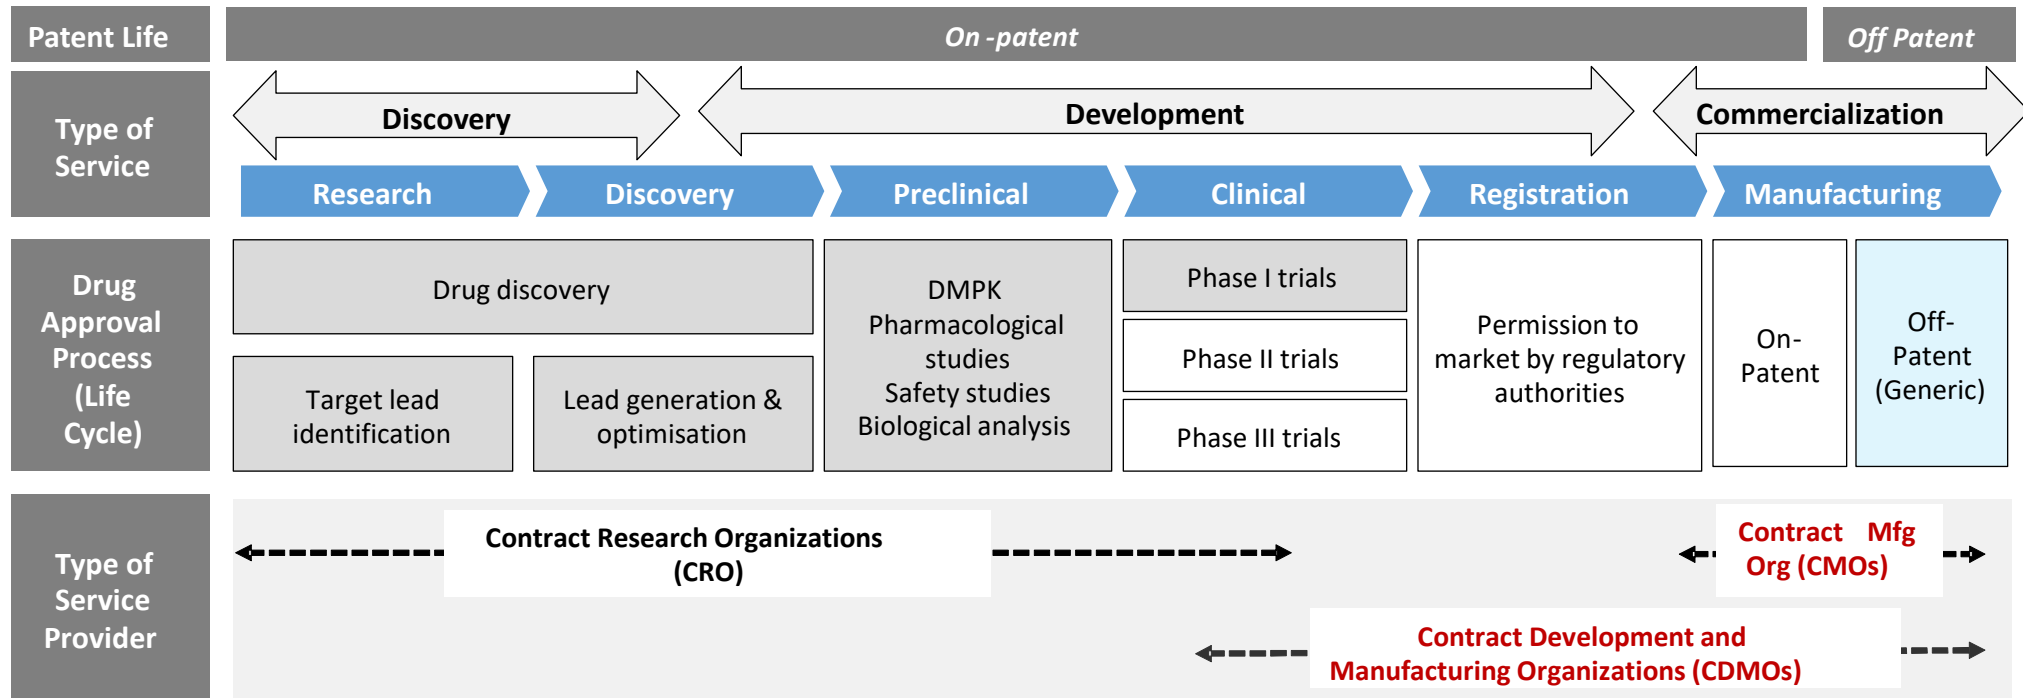 Patent Life
On -patent
Off Patent
Type of
Service
Discovery
Development
Commercialization
Research
Discovery
Preclinical
Clinical
Registration
Manufacturing
Drug
Approval
Process
(Life
Cycle)
Drug discovery
Target lead
identification
Lead generation &
optimisation
DMPK
Pharmacological
studies
Safety studies
Biological analysis
Phase I trials
Phase II trials
Phase III trials
Permission to
market by regulatory
authorities
On-
Patent
Off-
Patent
(Generic)
Type of
Service
Provider
Contract Research Organizations
(CRO)
Contract Mfg
Org (CMOs)
Contract Development and
Manufacturing Organizations (CDMOs)